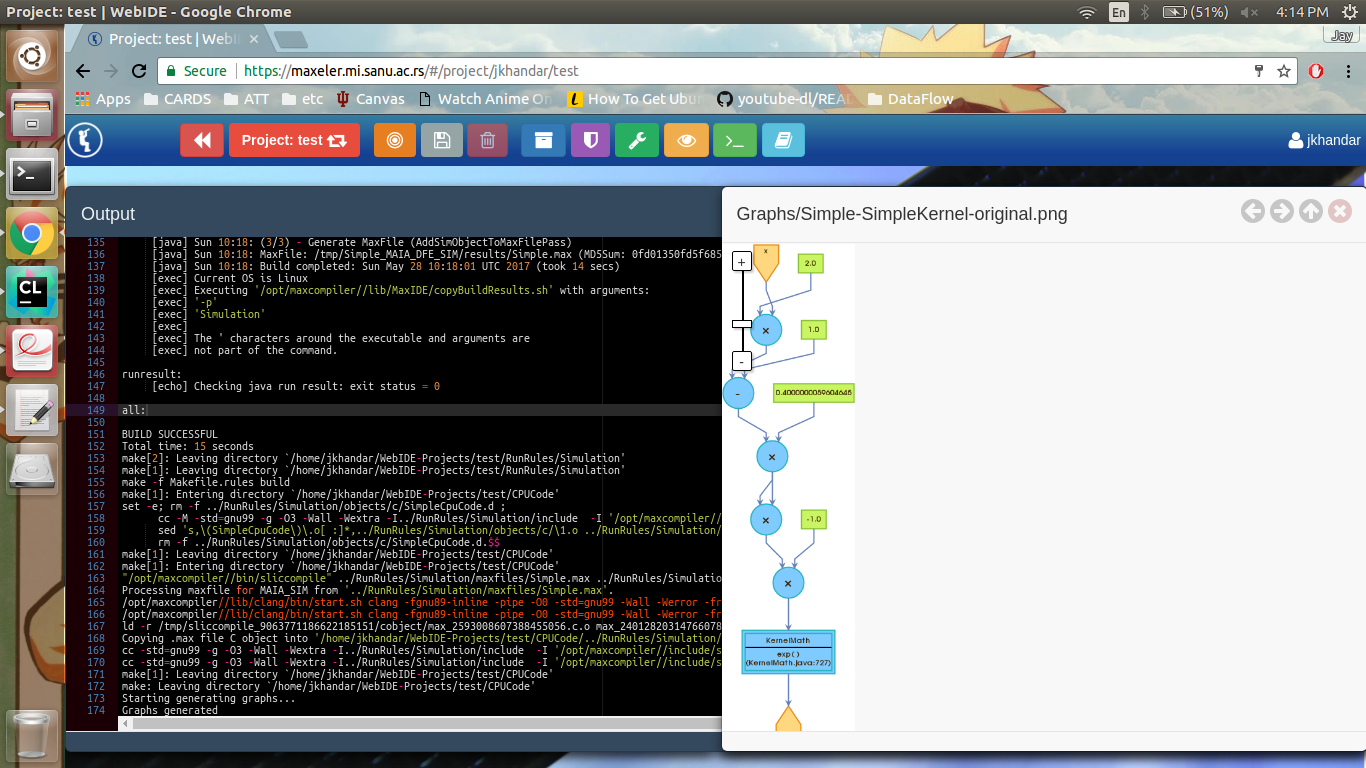 Project: test | WebIDE - Google Chrome
En
(51%)
4:14 PM
Project: test | WebI
Jay
Secure
https://maxeler.mi.sanu.ac.rs/#/project/jkhandar/test
Apps
CARDS
ATT
etc
Canvas
Watch Anime On
How To Get Ubun
youtube-dl/REA
DataFlow
Project: test
jkhandar
Output
135 [java] Sun 10:18: (3/3) - Generate MaxFile (AddSimObjectToMaxFilePass)
136 [java] Sun 10:18: MaxFile: /tmp/Simple_MAIA_DFE_SIM/results/Simple.max (MD5Sum: 0fd01350fd5f685
137 [java] Sun 10:18: Build completed: Sun May 28 10:18:01 UTC 2017 (took 14 secs)
138 [exec] Current OS is Linux
139 [exec] Executing '/opt/maxcompiler//lib/MaxIDE/copyBuildResults.sh' with arguments:
140 [exec] '-p'
141 [exec] 'Simulation'
142 [exec]
143 [exec] The ' characters around the executable and arguments are
144 [exec] not part of the command.
145
146 runresult:
147 [echo] Checking java run result: exit status = 0
148
149 all:
150
151 BUILD SUCCESSFUL
152 Total time: 15 seconds
153 make[2]: Leaving directory `/home/jkhandar/WebIDE-Projects/test/RunRules/Simulation'
154 make[1]: Leaving directory `/home/jkhandar/WebIDE-Projects/test/RunRules/Simulation'
155 make -f Makefile.rules build
156 make[1]: Entering directory `/home/jkhandar/WebIDE-Projects/test/CPUCode'
157 set -e; rm -f ../RunRules/Simulation/objects/c/SimpleCpuCode.d ;
158 cc -M -std=gnu99 -g -O3 -Wall -Wextra -I../RunRules/Simulation/include -I '/opt/maxcompiler//
159 sed 's,\(SimpleCpuCode\)\.o[ :]*,../RunRules/Simulation/objects/c/\1.o ../RunRules/Simulation/
160 rm -f ../RunRules/Simulation/objects/c/SimpleCpuCode.d.$$
161 make[1]: Leaving directory `/home/jkhandar/WebIDE-Projects/test/CPUCode'
162 make[1]: Entering directory `/home/jkhandar/WebIDE-Projects/test/CPUCode'
163 "/opt/maxcompiler//bin/sliccompile" ../RunRules/Simulation/maxfiles/Simple.max ../RunRules/Simulation
164 Processing maxfile for MAIA_SIM from '../RunRules/Simulation/maxfiles/Simple.max'.
165 /opt/maxcompiler//lib/clang/bin/start.sh clang -fgnu89-inline -pipe -O0 -std=gnu99 -Wall -Werror -fr
166 /opt/maxcompiler//lib/clang/bin/start.sh clang -fgnu89-inline -pipe -O0 -std=gnu99 -Wall -Werror -fr
167 ld -r /tmp/sliccompile_9063771186622185151/cobject/max_2593008607388455056.c.o max_24012820314766078
168 Copying .max file C object into '/home/jkhandar/WebIDE-Projects/test/CPUCode/../RunRules/Simulation/
169 cc -std=gnu99 -g -O3 -Wall -Wextra -I../RunRules/Simulation/include -I '/opt/maxcompiler//include/s
170 cc -std=gnu99 -g -O3 -Wall -Wextra -I../RunRules/Simulation/include -I '/opt/maxcompiler//include/s
171 make[1]: Leaving directory `/home/jkhandar/WebIDE-Projects/test/CPUCode'
172 make: Leaving directory `/home/jkhandar/WebIDE-Projects/test/CPUCode'
173 Starting generating graphs...
174 Graphs generated
Graphs/Simple-SimpleKernel-original.png
+
x
2.0
×
1.0
-
-
0.4000000059604645
×
×
-1.0
×
KernelMath
exp()
(KernelMath.java:727)
CL